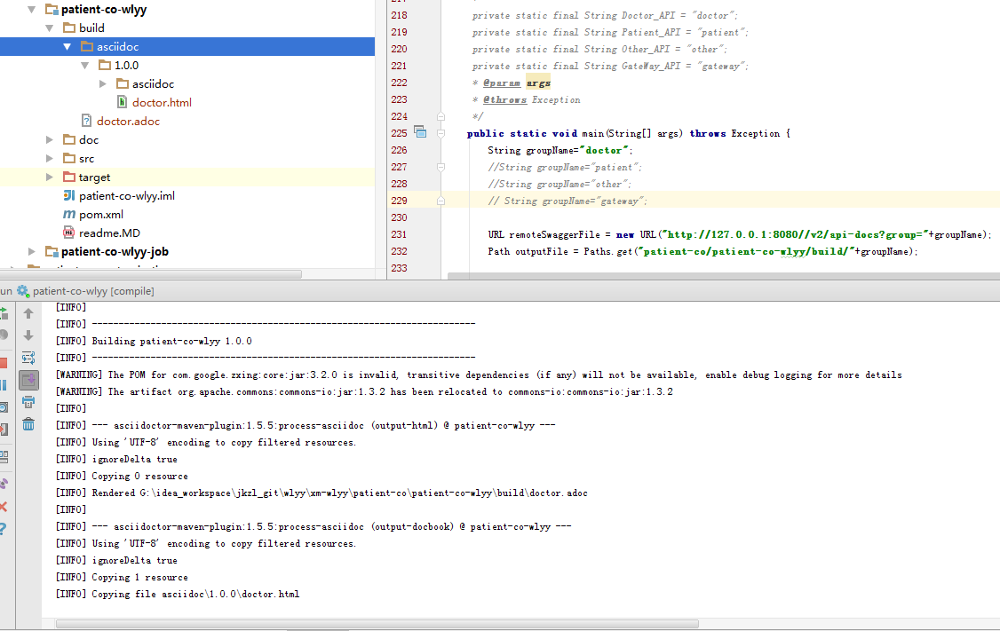 patient-co-wlyy
build
asciidoc
1.0.0
asciidoc
doctor.html
doctor.adoc
doc
src
target
patient-co-wlyy.iml
pom.xml
readme.MD
patient-co-wlyy-job
218 private static final String Doctor_API = "doctor";
219 private static final String Patient_API = "patient";
220 private static final String Other_API = "other";
221 private static final String GateWay_API = "gateway";
222 * @param args
223 * @throws Exception
224 */
225 public static void main(String[] args) throws Exception {
226 String groupName="doctor";
227 //String groupName="patient";
228 //String groupName="other";
229 // String groupName="gateway";
230
231 URL remoteSwaggerFile = new URL("http://127.0.0.1:8080//v2/api-docs?group="+groupName);
232 Path outputFile = Paths.get("patient-co/patient-co-wlyy/build/"+groupName);
233
un patient-co-wlyy [compile]
[INFO]
[INFO] ------------------------------------------------------------------------
[INFO] Building patient-co-wlyy 1.0.0
[INFO] ------------------------------------------------------------------------
[WARNING] The POM for com.google.zxing:core:jar:3.2.0 is invalid, transitive dependencies (if any) will not be available, enable debug logging for more details
[WARNING] The artifact org.apache.commons:commons-io:jar:1.3.2 has been relocated to commons-io:commons-io:jar:1.3.2
[INFO]
[INFO] --- asciidoctor-maven-plugin:1.5.5:process-asciidoc (output-html) @ patient-co-wlyy ---
[INFO] Using 'UTF-8' encoding to copy filtered resources.
[INFO] ignoreDelta true
[INFO] Copying 0 resource
[INFO] Rendered G:\idea_workspace\jkzl_git\wlyy\xm-wlyy\patient-co\patient-co-wlyy\build\doctor.adoc
[INFO]
[INFO] --- asciidoctor-maven-plugin:1.5.5:process-asciidoc (output-docbook) @ patient-co-wlyy ---
[INFO] Using 'UTF-8' encoding to copy filtered resources.
[INFO] ignoreDelta true
[INFO] Copying 1 resource
[INFO] Copying file asciidoc\1.0.0\doctor.html